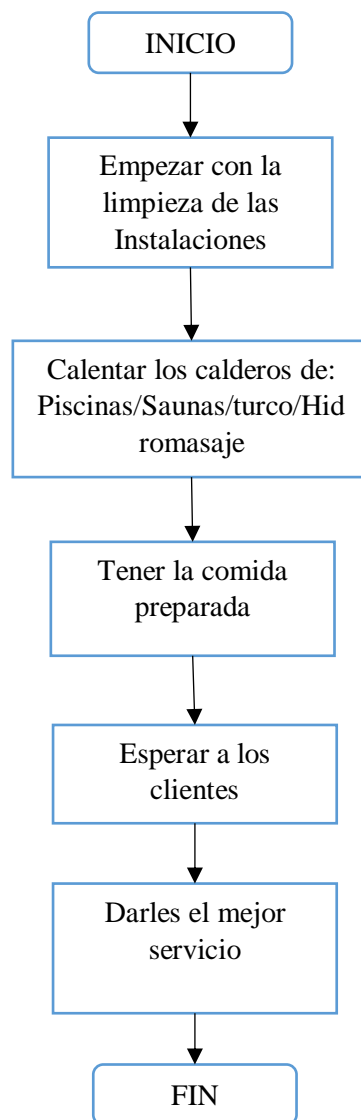 INICIO
Empezar con la
limpieza de las
Instalaciones
Calentar los calderos de:
Piscinas/Saunas/turco/Hid
romasaje
Tener la comida
preparada
Esperar a los
clientes
Darles el mejor
servicio
FIN